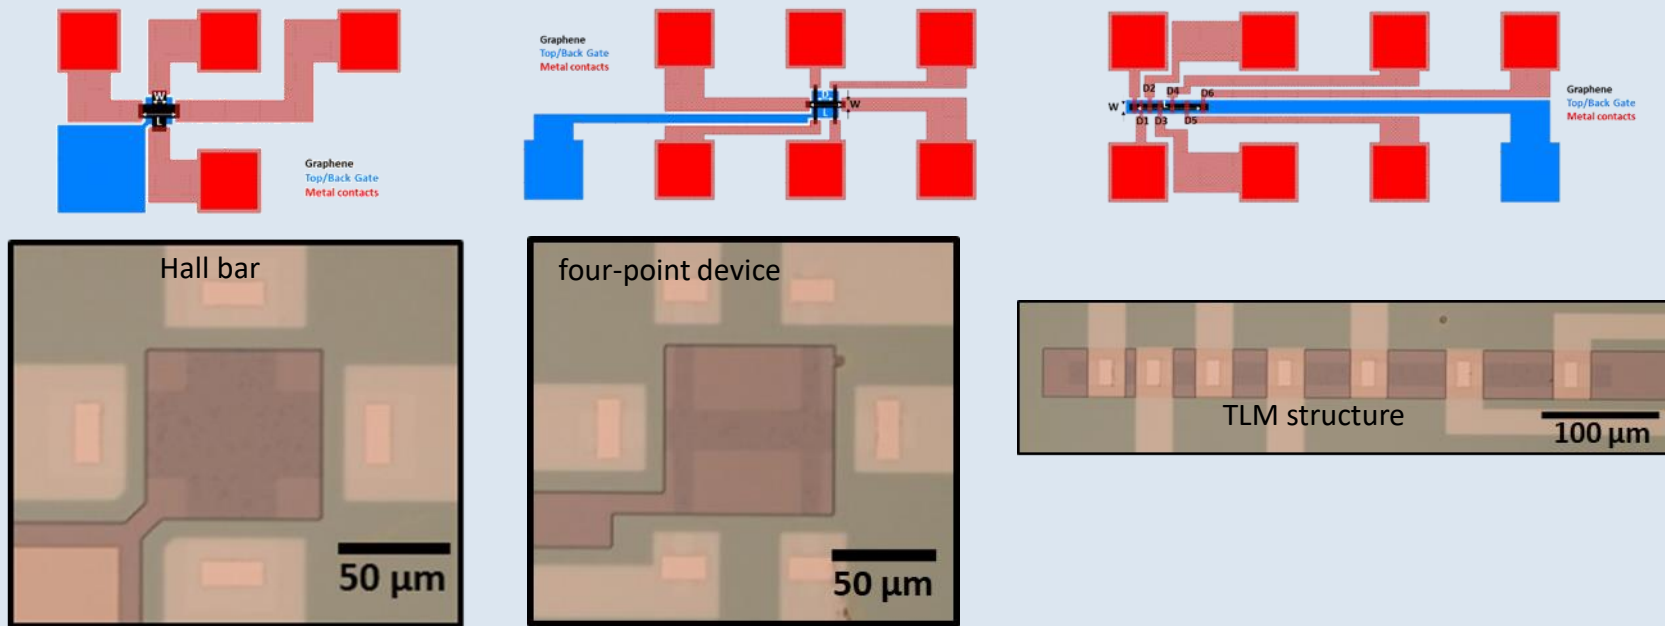 Graphene
Top/Back Gate
Metal contacts
W
L
Graphene
Top/Back Gate
Metal contacts
D
W
L
Graphene
Top/Back Gate
Metal contacts
D2
D4
D6
W
L
D1
D3
D5
Hall bar
50 μm
four-point device
50 μm
TLM structure
100 μm